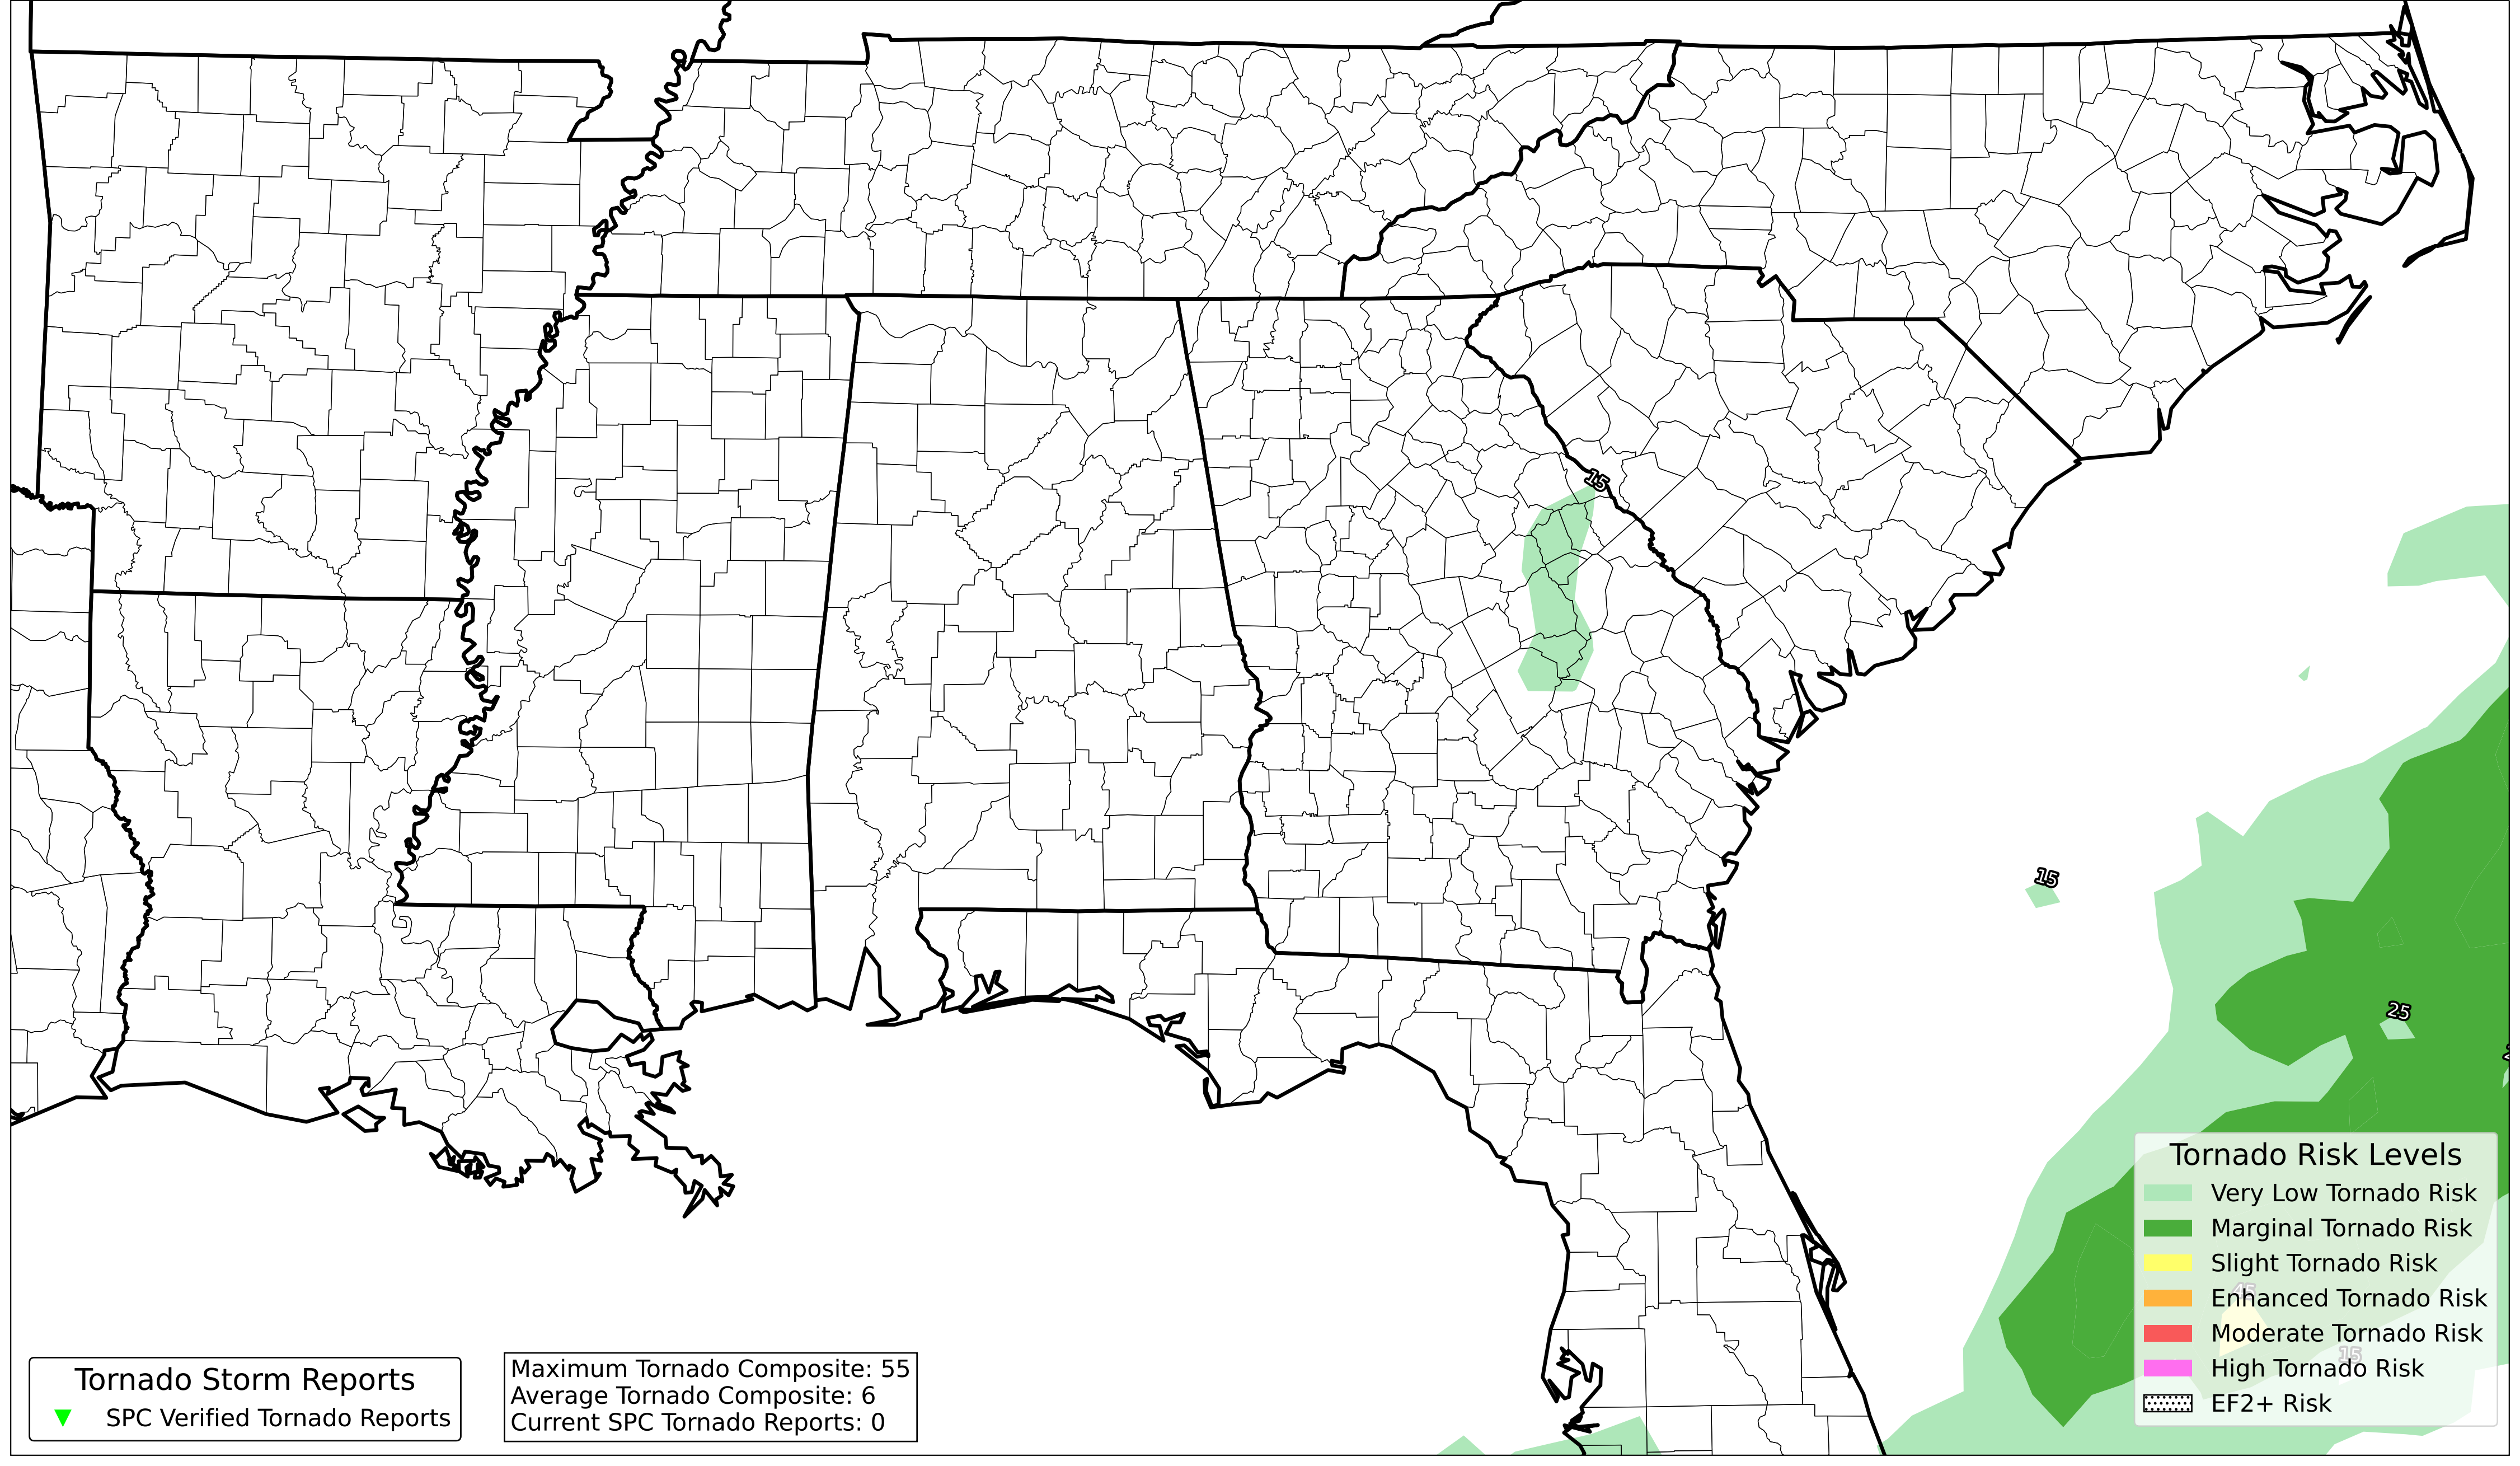 15
15
25
Tornado Risk Levels
Very Low Tornado Risk
Marginal Tornado Risk
Slight Tornado Risk
Enhanced Tornado Risk
Moderate Tornado Risk
High Tornado Risk
EF2+ Risk
45
15
Tornado Storm Reports
SPC Verified Tornado Reports
Maximum Tornado Composite: 55
Average Tornado Composite: 6
Current SPC Tornado Reports: 0